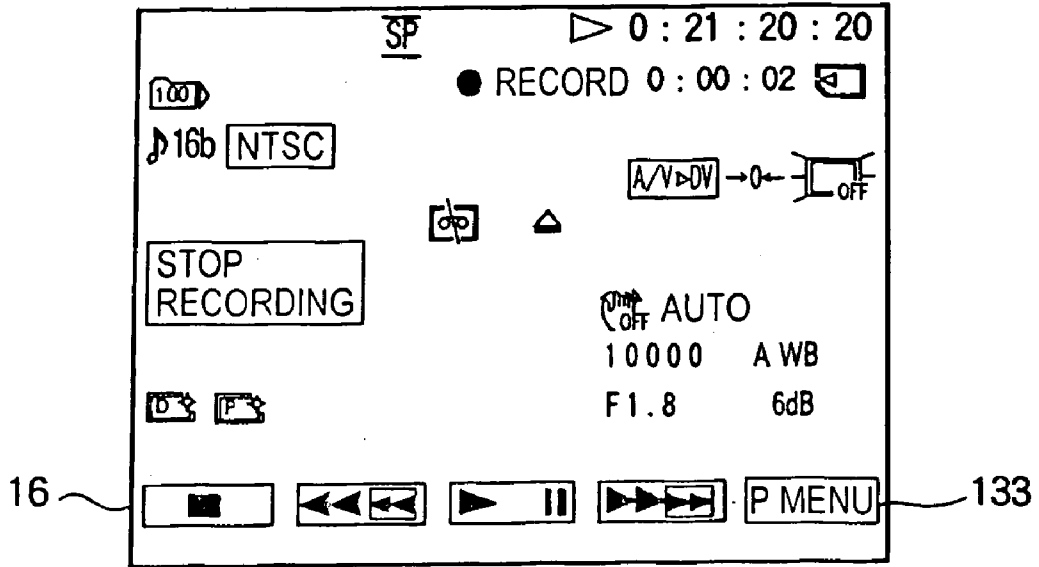 SP ▷ 0 : 21 : 20 : 20
100 ● RECORD 0 : 00 : 02
♪16b NTSC
A/V▷DV →0← OFF
STOP
RECORDING
OFF AUTO
10000 A WB
D P F1.8 6dB
16 P MENU 133